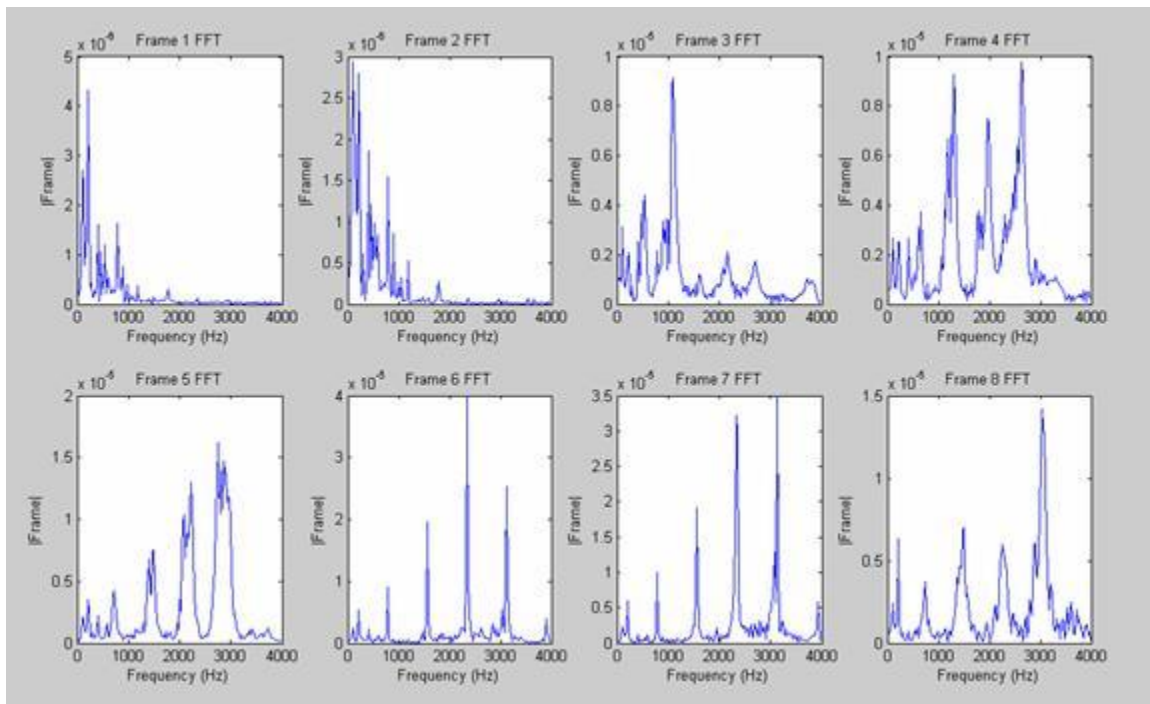 x 10⁻⁶ Frame 1 FFT
5
4
3
2
1
0
|Frame|
0 1000 2000 3000 4000
Frequency (Hz)
x 10⁻⁶ Frame 2 FFT
3
2.5
2
1.5
1
0.5
0
|Frame|
0 1000 2000 3000 4000
Frequency (Hz)
x 10⁻⁵ Frame 3 FFT
1
0.8
0.6
0.4
0.2
0
|Frame|
0 1000 2000 3000 4000
Frequency (Hz)
x 10⁻⁵ Frame 4 FFT
1
0.8
0.6
0.4
0.2
0
|Frame|
0 1000 2000 3000 4000
Frequency (Hz)
x 10⁻⁵ Frame 5 FFT
2
1.5
1
0.5
0
|Frame|
0 1000 2000 3000 4000
Frequency (Hz)
x 10⁻⁵ Frame 6 FFT
4
3
2
1
0
|Frame|
0 1000 2000 3000 4000
Frequency (Hz)
x 10⁻⁵ Frame 7 FFT
3.5
3
2.5
2
1.5
1
0.5
0
|Frame|
0 1000 2000 3000 4000
Frequency (Hz)
x 10⁻⁵ Frame 8 FFT
1.5
1
0.5
0
|Frame|
0 1000 2000 3000 4000
Frequency (Hz)